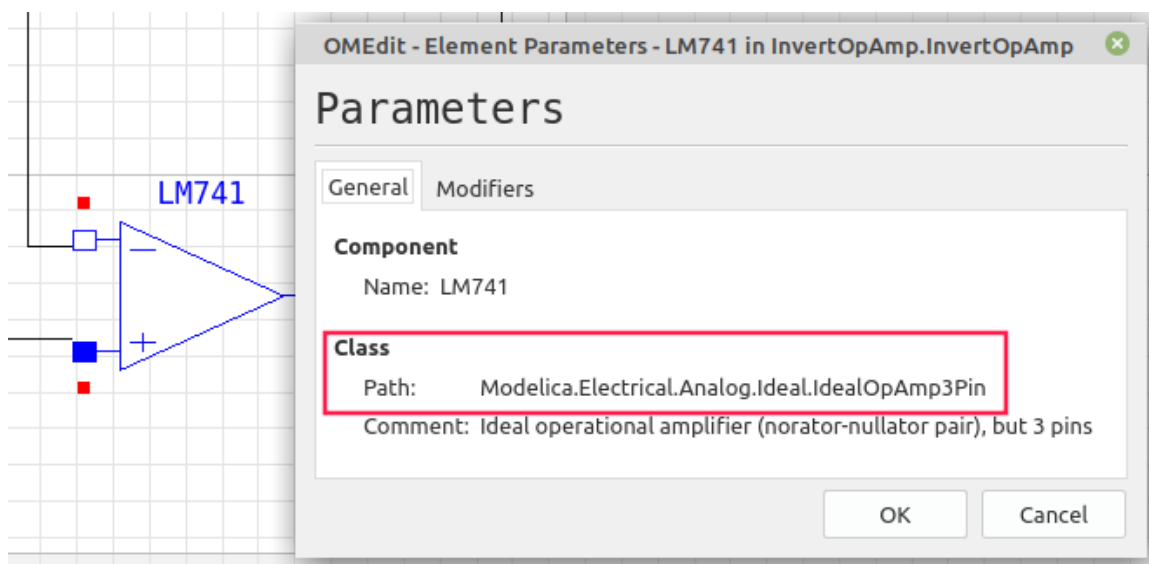 OMEdit - Element Parameters - LM741 in InvertOpAmp.InvertOpAmp
Parameters
General Modifiers
Component
Name: LM741
Class
Path: Modelica.Electrical.Analog.Ideal.IdealOpAmp3Pin
Comment: Ideal operational amplifier (norator-nullator pair), but 3 pins
OK Cancel
LM741
−
+